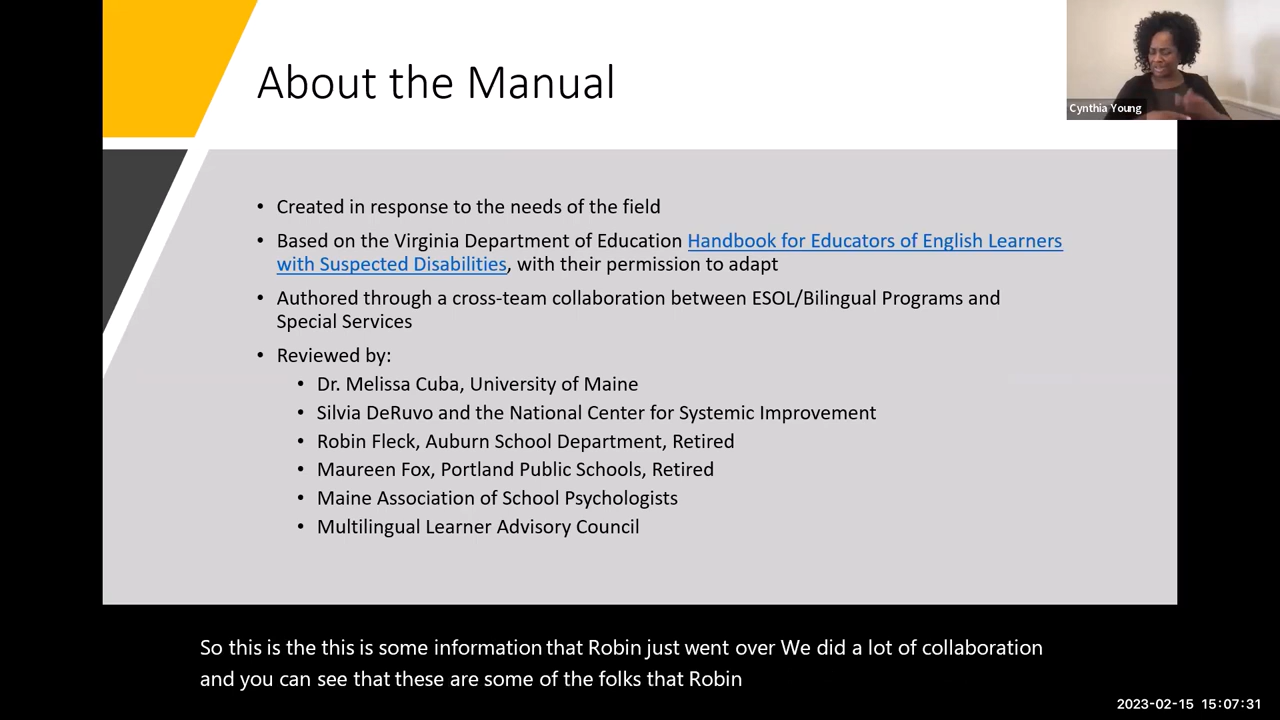 About the Manual
Cynthia Young
• Created in response to the needs of the field
• Based on the Virginia Department of Education Handbook for Educators of English Learners
with Suspected Disabilities, with their permission to adapt
• Authored through a cross-team collaboration between ESOL/Bilingual Programs and
Special Services
• Reviewed by:
• Dr. Melissa Cuba, University of Maine
• Silvia DeRuvo and the National Center for Systemic Improvement
• Robin Fleck, Auburn School Department, Retired
• Maureen Fox, Portland Public Schools, Retired
• Maine Association of School Psychologists
• Multilingual Learner Advisory Council
So this is the this is some information that Robin just went over We did a lot of collaboration
and you can see that these are some of the folks that Robin
2023-02-15 15:07:31